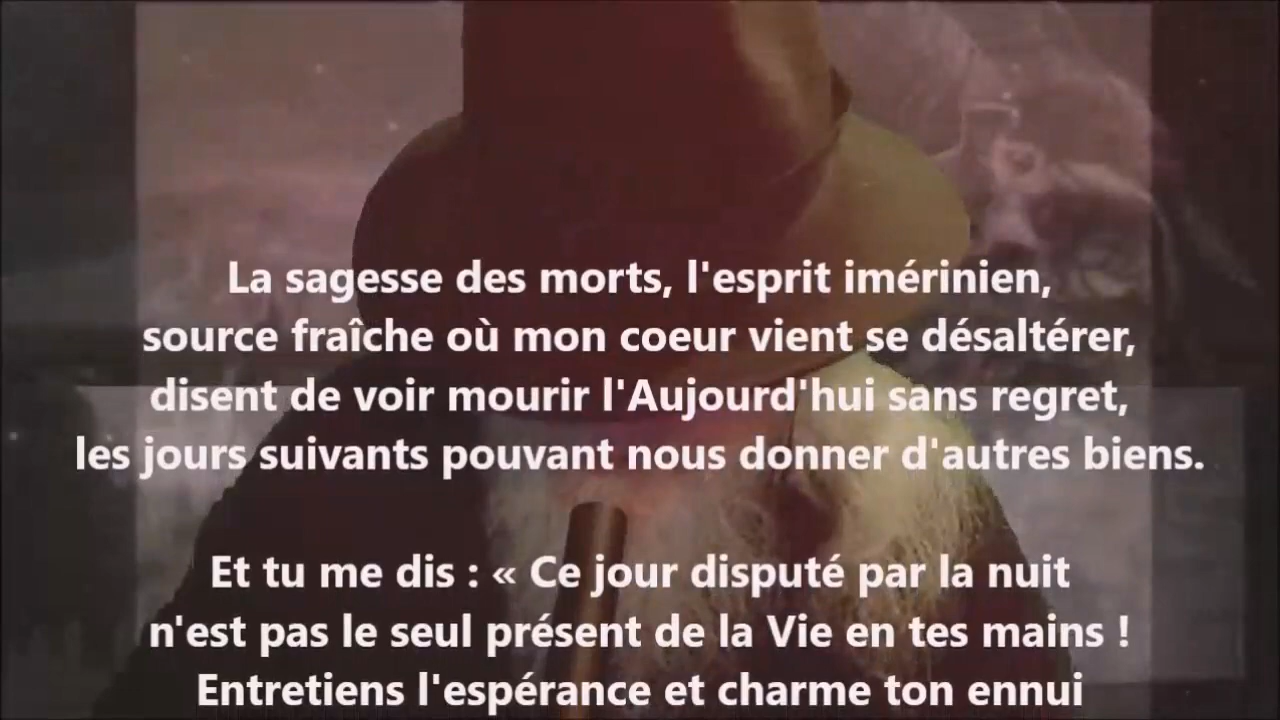 La sagesse des morts, l'esprit imérinien,
source fraîche où mon coeur vient se désaltérer,
disent de voir mourir l'Aujourd'hui sans regret,
les jours suivants pouvant nous donner d'autres biens.
Et tu me dis : « Ce jour disputé par la nuit
n'est pas le seul présent de la Vie en tes mains !
Entretiens l'espérance et charme ton ennui